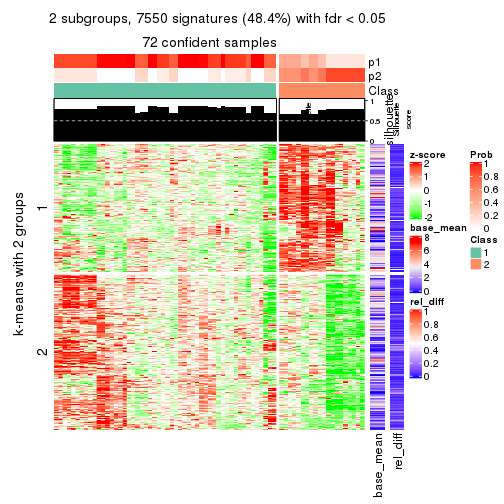 2 subgroups, 7550 signatures (48.4%) with fdr < 0.05
72 confident samples
p1
p2
Class
1
0.5
0
silhouette
Silhouette
score
k-means with 2 groups
1
2
base_mean
rel_diff
z-score
2
1
0
-1
-2
base_mean
8
6
4
2
0
rel_diff
1
0.8
0.6
0.4
0.2
0
Prob
1
0.8
0.6
0.4
0.2
0
Class
1
2